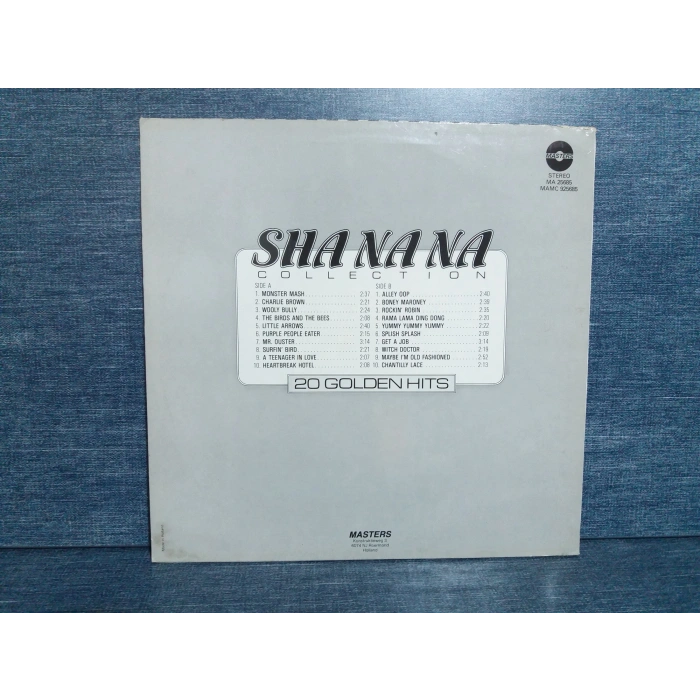 MASTERS
STEREO
MA 25685
MAMC 925685
SHA NA NA
COLLECTION
SIDE A
1. MONSTER MASH 2:37
2. CHARLIE BROWN 2:21
3. WOOLY BULLY 2:24
4. THE BIRDS AND THE BEES 2:08
5. LITTLE ARROWS 2:40
6. PURPLE PEOPLE EATER 2:15
7. MR. DUSTER 3:14
8. SURFIN' BIRD 2:21
9. A TEENAGER IN LOVE 2:07
10. HEARTBREAK HOTEL 2:08
SIDE B
1. ALLEY OOP 2:40
2. BONEY MARONEY 2:38
3. ROCKIN' ROBIN 2:35
4. RAMA LAMA DING DONG 2:20
5. YUMMY YUMMY YUMMY 2:22
6. SPLISH SPLASH 2:09
7. GET A JOB 3:14
8. WITCH DOCTOR 2:19
9. MAYBE I'M OLD FASHIONED 2:52
10. CHANTILLY LACE 2:13
20 GOLDEN HITS
MASTERS
Holland